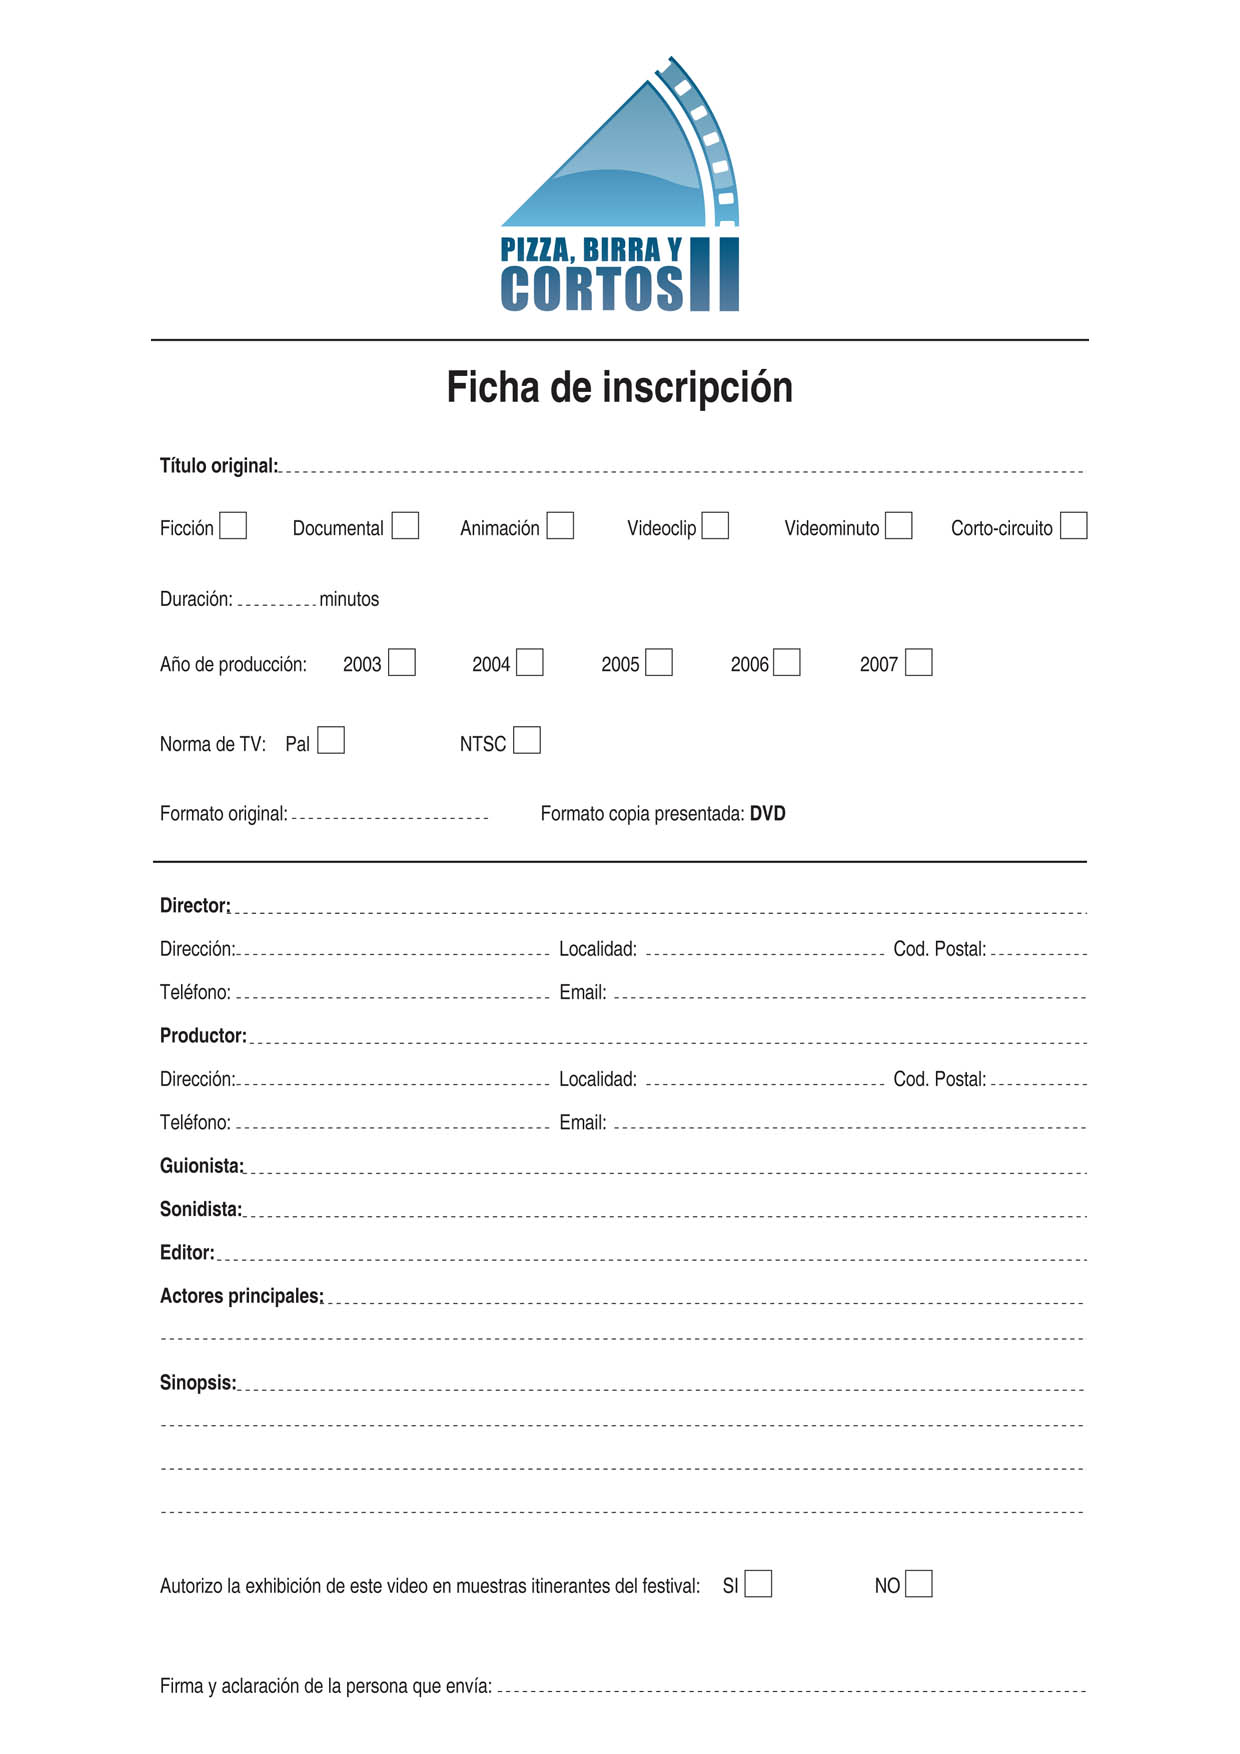 PIZZA, BIRRA Y
CORTOS II
Ficha de inscripción
Título original:
Ficción Documental Animación Videoclip Videominuto Corto-circuito
Duración: minutos
Año de producción: 2003 2004 2005 2006 2007
Norma de TV: Pal NTSC
Formato original: Formato copia presentada: DVD
Director:
Dirección: Localidad: Cod. Postal:
Teléfono: Email:
Productor:
Dirección: Localidad: Cod. Postal:
Teléfono: Email:
Guionista:
Sonidista:
Editor:
Actores principales:
Sinopsis:
Autorizo la exhibición de este video en muestras itinerantes del festival: SI NO
Firma y aclaración de la persona que envía: